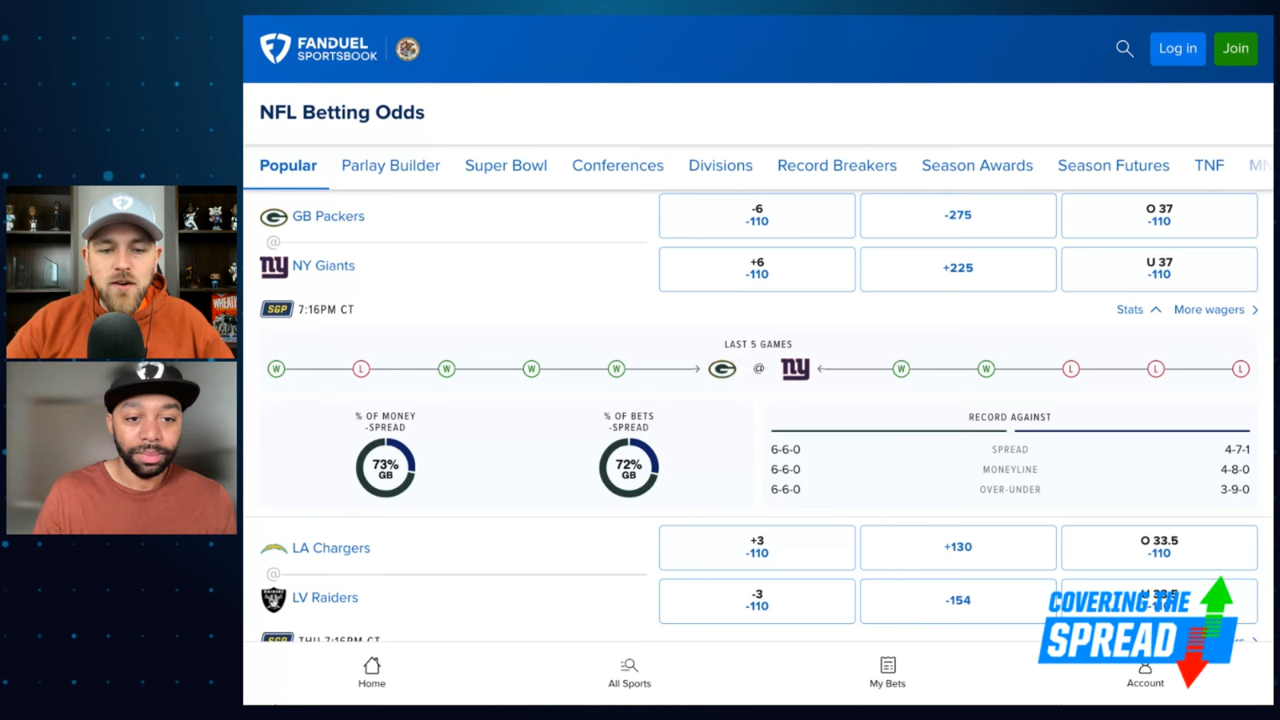 FANDUEL
SPORTSBOOK
Log in
Join
NFL Betting Odds
Popular
Parlay Builder
Super Bowl
Conferences
Divisions
Record Breakers
Season Awards
Season Futures
TNF
GB Packers
-6
-110
-275
O 37
-110
@
NY Giants
+6
-110
+225
U 37
-110
SGP 7:16PM CT
Stats
More wagers
LAST 5 GAMES
W L W W W G @ ny W W L L L
% OF MONEY
-SPREAD
73%
GB
% OF BETS
-SPREAD
72%
GB
RECORD AGAINST
6-6-0 SPREAD 4-7-1
6-6-0 MONEYLINE 4-8-0
6-6-0 OVER-UNDER 3-9-0
LA Chargers
+3
-110
+130
O 33.5
-110
@
LV Raiders
-3
-110
-154
SGP THU 7:16PM CT
COVERING THE
SPREAD
Home
All Sports
My Bets
Account